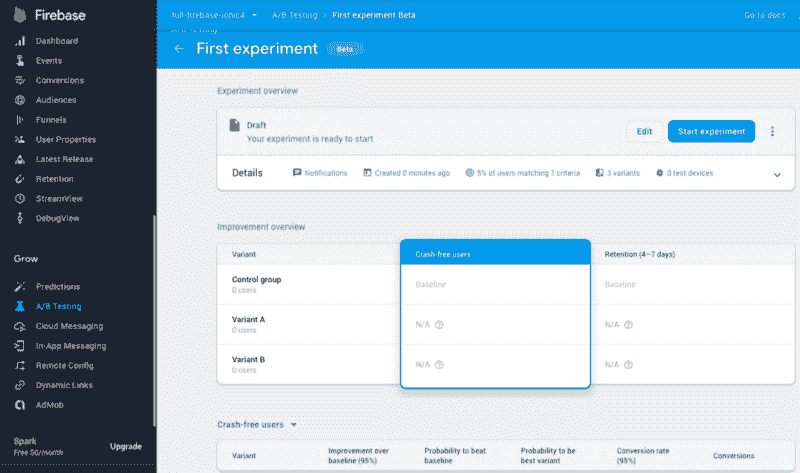 Firebase
Dashboard
Events
Conversions
Audiences
Funnels
User Properties
Latest Release
Retention
StreamView
DebugView
Grow
Predictions
A/B Testing
Cloud Messaging
In-App Messaging
Remote Config
Dynamic Links
AdMob
Spark
Free $0/month
Upgrade
full-firebase-ionic4
A/B Testing > First experiment Beta
Go to docs
A/B Testing
First experiment Beta
Experiment overview
Draft
Your experiment is ready to start
Edit
Start experiment
Details
Notifications
Created 0 minutes ago
5% of users matching 1 criteria
3 variants
0 test devices
Improvement overview
Variant Crash-free users Retention (4–7 days)
Control group Baseline Baseline
0 users
Variant A N/A N/A
0 users
Variant B N/A N/A
0 users
Crash-free users
Variant
Improvement over baseline (95%)
Probability to beat baseline
Probability to be best variant
Conversion rate (95%)
Conversions